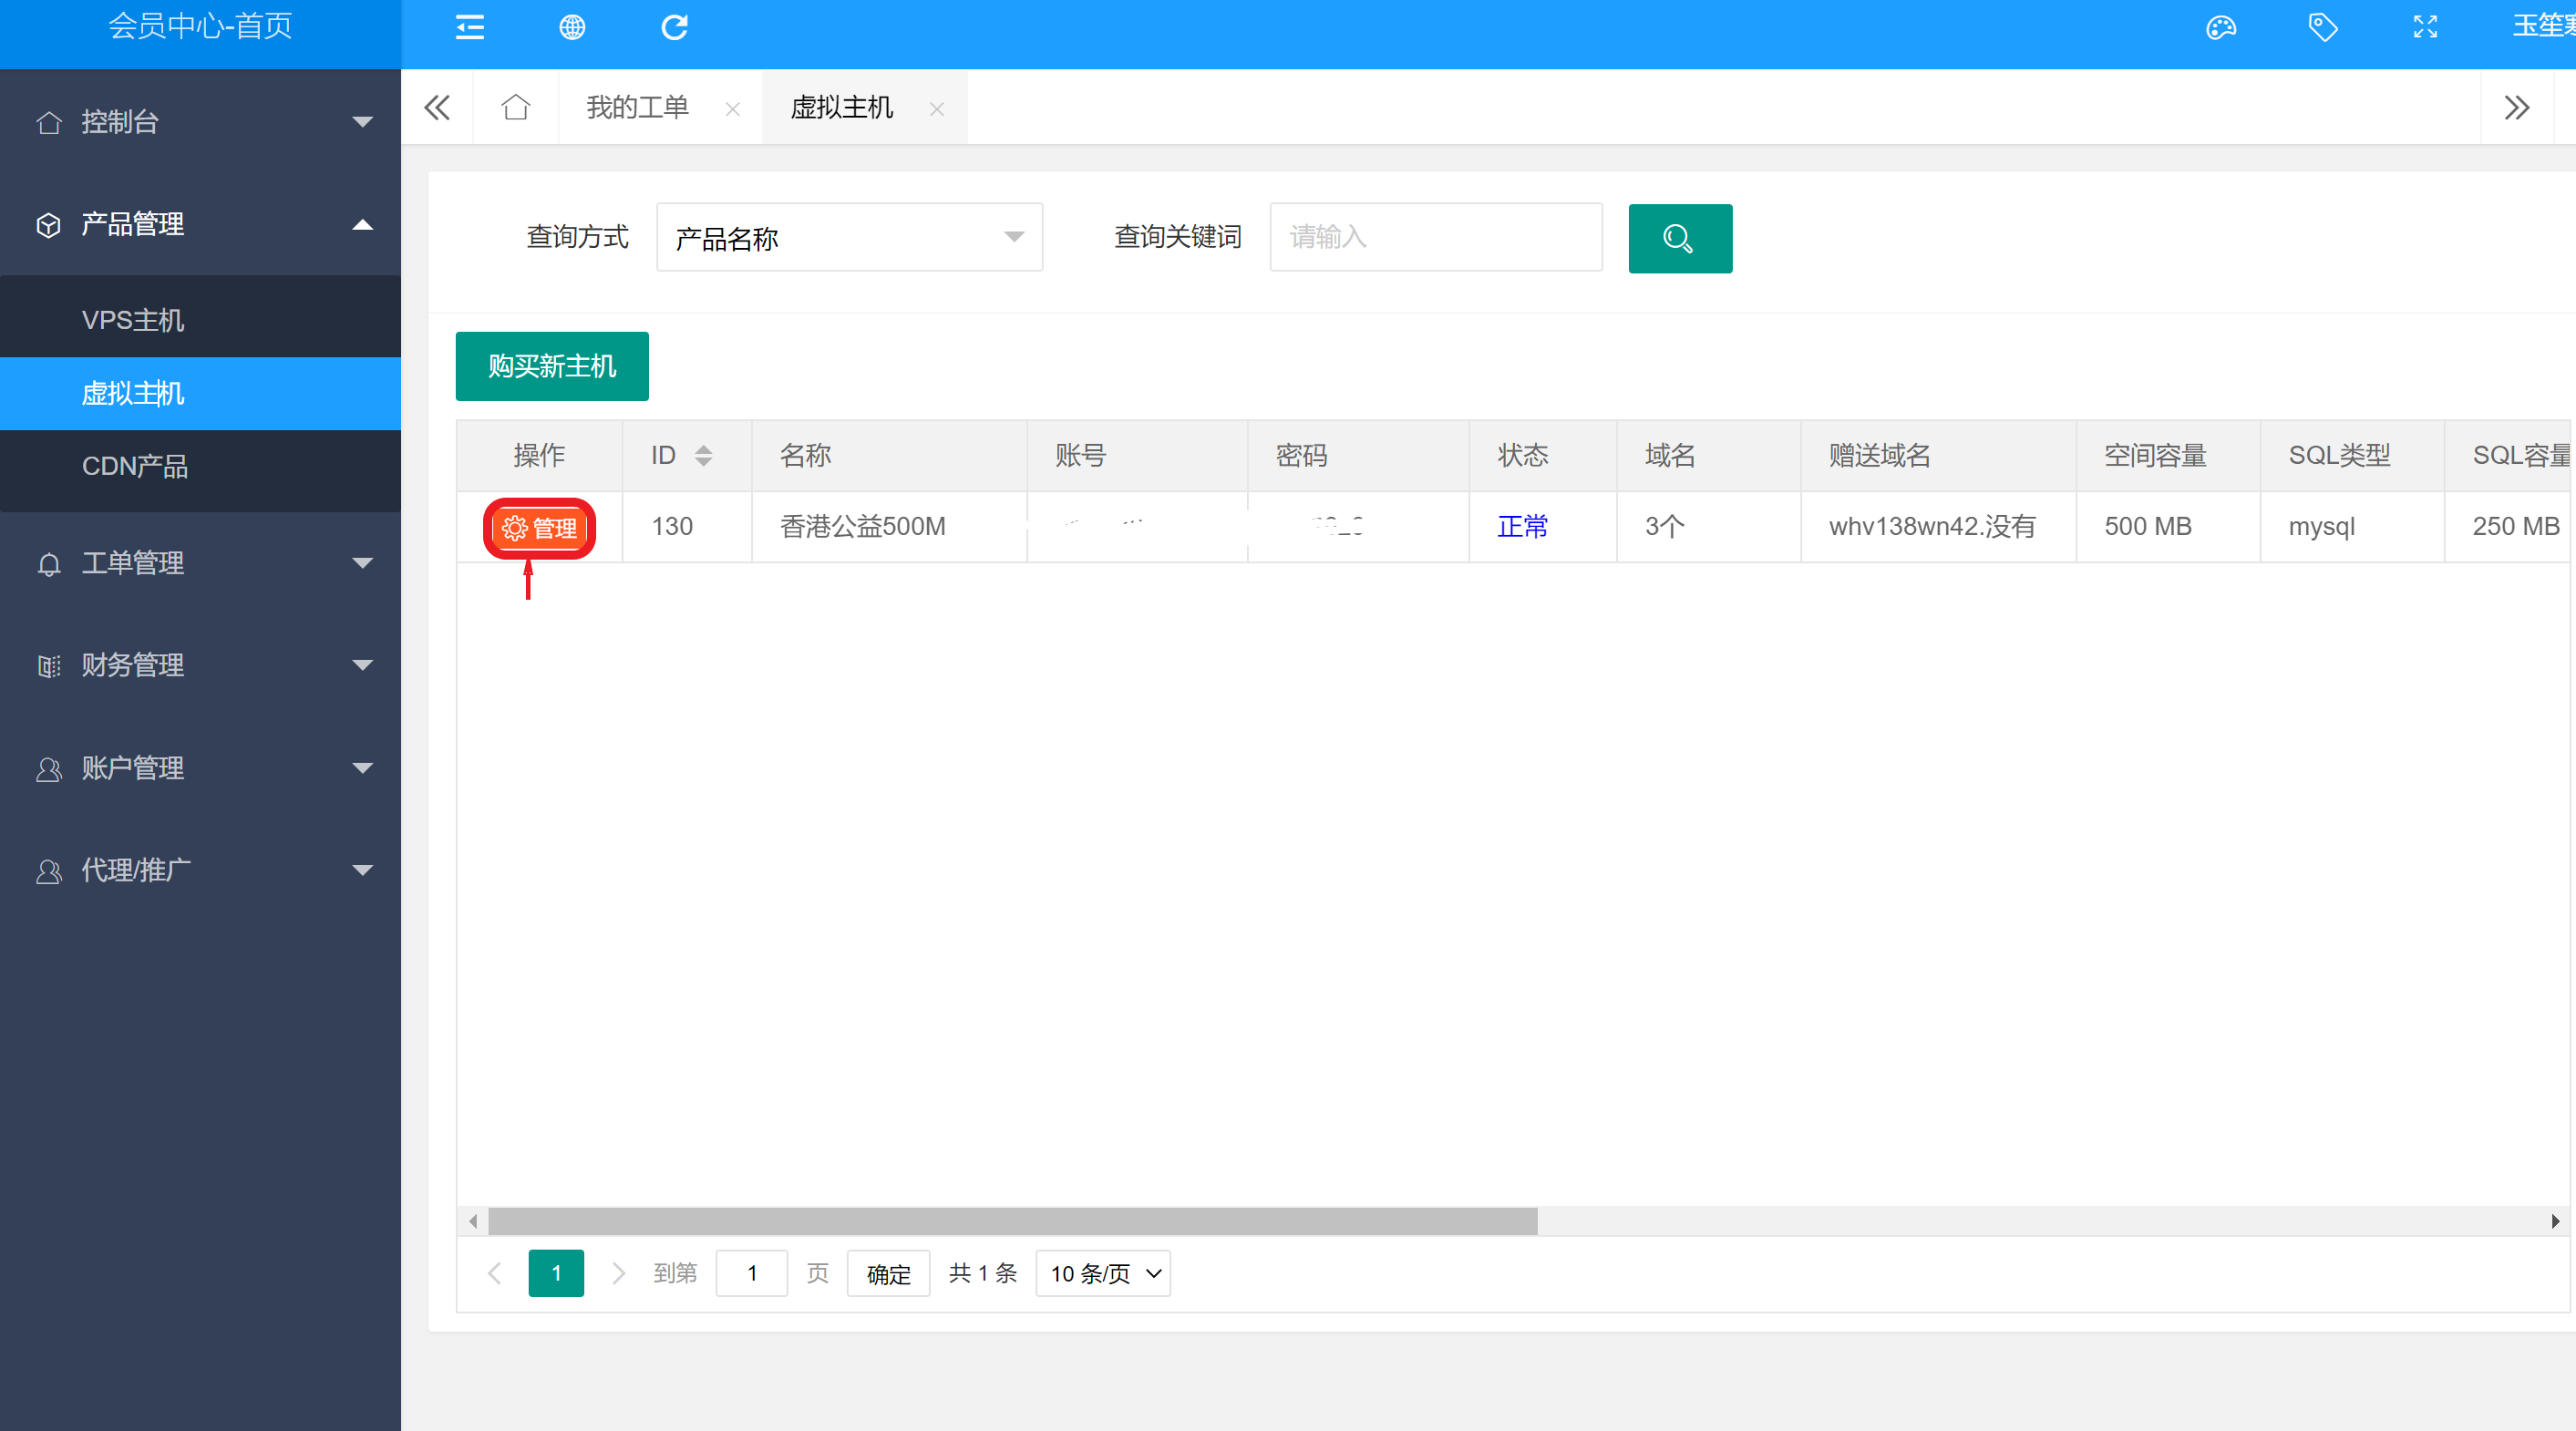 会员中心-首页
控制台
产品管理
VPS主机
虚拟主机
CDN产品
工单管理
财务管理
账户管理
代理/推广
我的工单
虚拟主机
查询方式 产品名称 查询关键词 请输入
购买新主机
操作 ID 名称 账号 密码 状态 域名 赠送域名 空间容量 SQL类型 SQL容量
管理 130 香港公益500M 正常 3个 whv138wn42.没有 500 MB mysql 250 MB
1 到第 1 页 确定 共 1 条 10 条/页